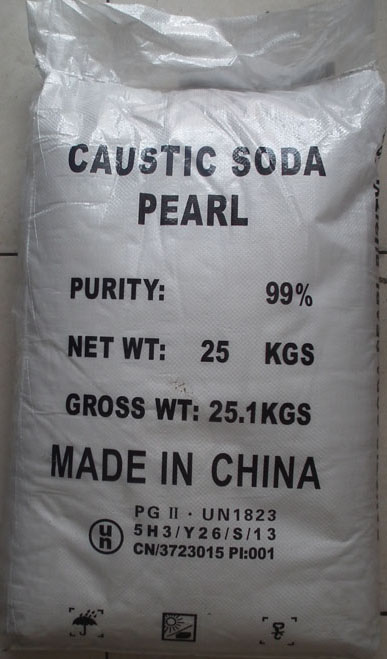 CAUSTIC SODA
PEARL
PURITY: 99%
NET WT: 25 KGS
GROSS WT: 25.1KGS
MADE IN CHINA
PG II · UN1823
un 5H3/Y26/S/13
CN/3723015 PI:001